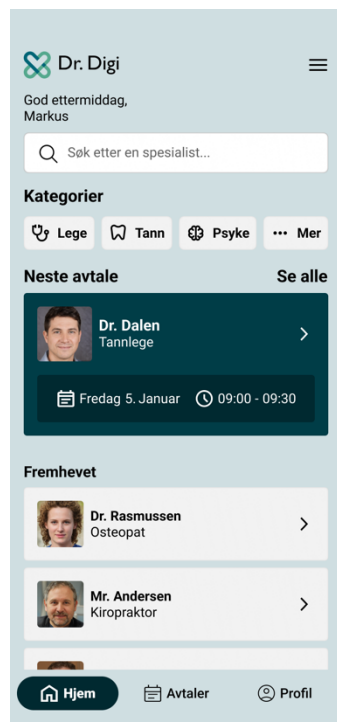 Dr. Digi
God ettermiddag,
Markus
Søk etter en spesialist...
Kategorier
Lege Tann Psyke Mer
Neste avtale Se alle
Dr. Dalen
Tannlege
Fredag 5. Januar 09:00 - 09:30
Fremhevet
Dr. Rasmussen
Osteopat
Mr. Andersen
Kiropraktor
Hjem Avtaler Profil